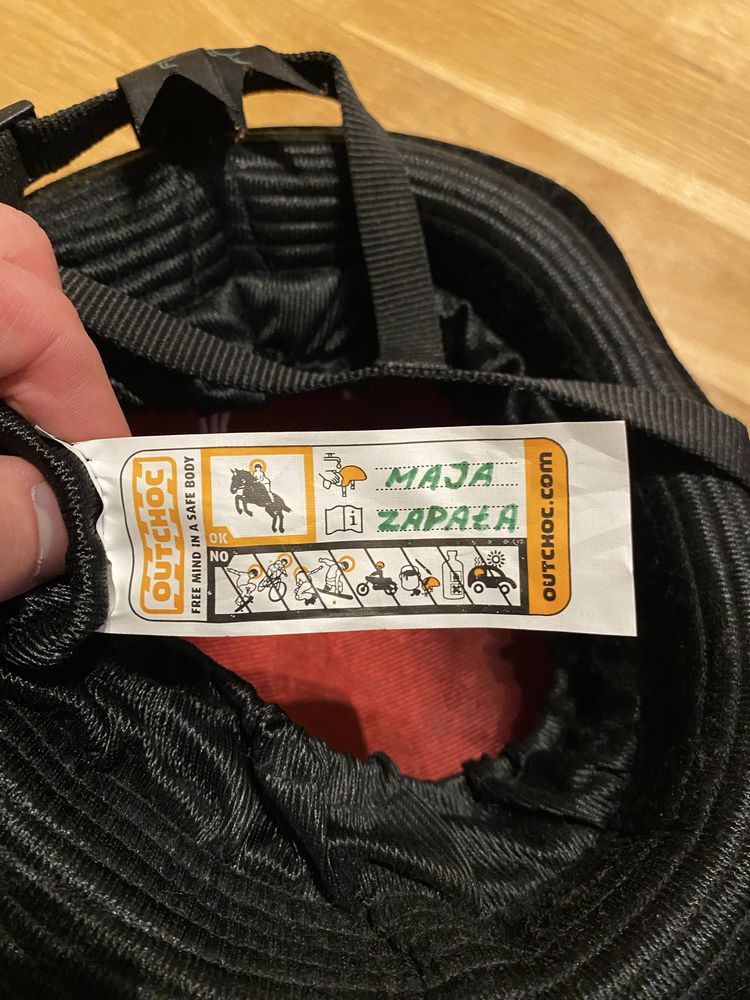 OUTCHOC
FREE MIND IN A SAFE BODY
OK
NO
i
MAJA
ZAPAŁA
OUTCHOC.com